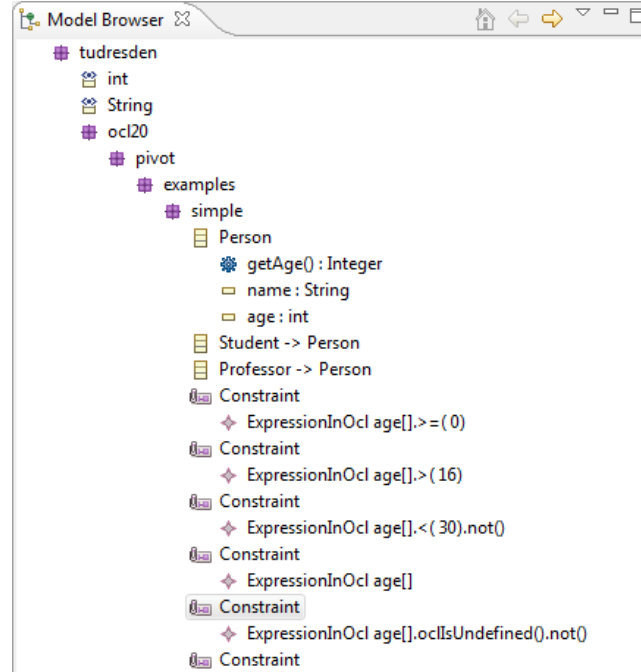 Model Browser
tudresden
int
String
ocl20
pivot
examples
simple
Person
getAge() : Integer
name : String
age : int
Student -> Person
Professor -> Person
Constraint
ExpressionInOcl age[].>=( 0)
Constraint
ExpressionInOcl age[].>( 16)
Constraint
ExpressionInOcl age[].<( 30).not()
Constraint
ExpressionInOcl age[]
Constraint
ExpressionInOcl age[].oclIsUndefined().not()
Constraint